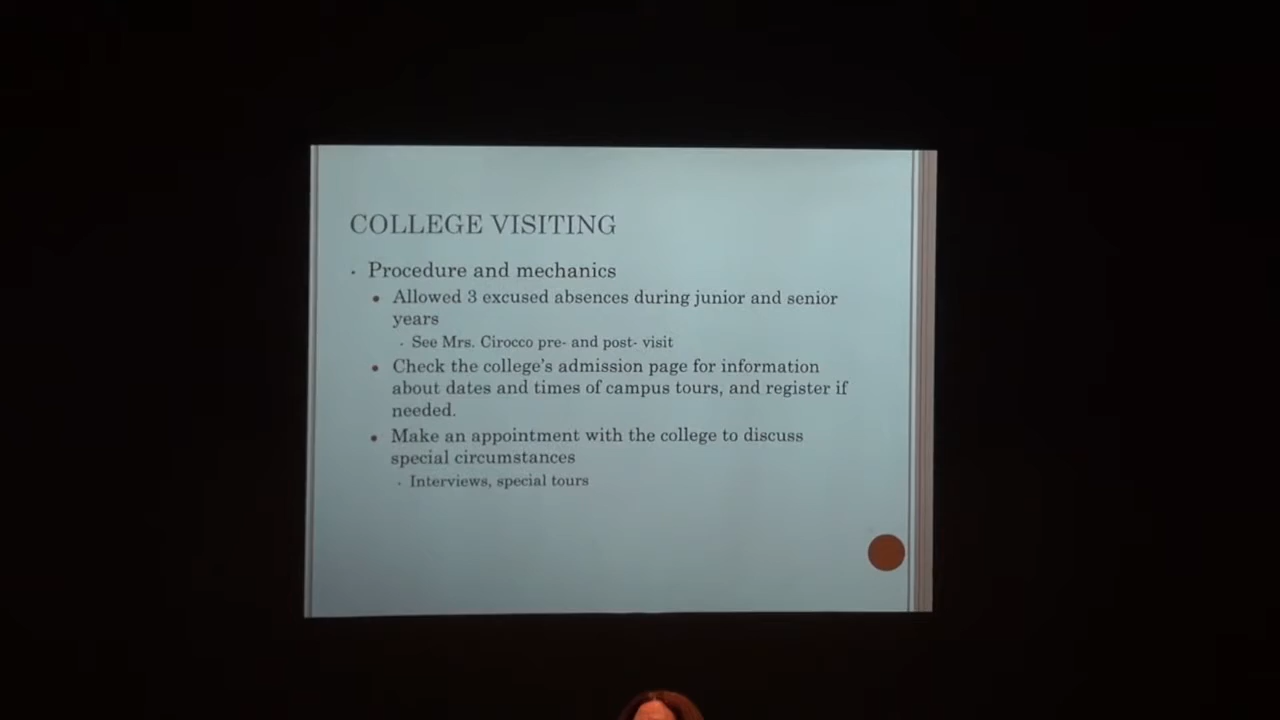 COLLEGE VISITING
· Procedure and mechanics
• Allowed 3 excused absences during junior and senior
years
· See Mrs. Cirocco pre- and post- visit
• Check the college's admission page for information
about dates and times of campus tours, and register if
needed.
• Make an appointment with the college to discuss
special circumstances
· Interviews, special tours